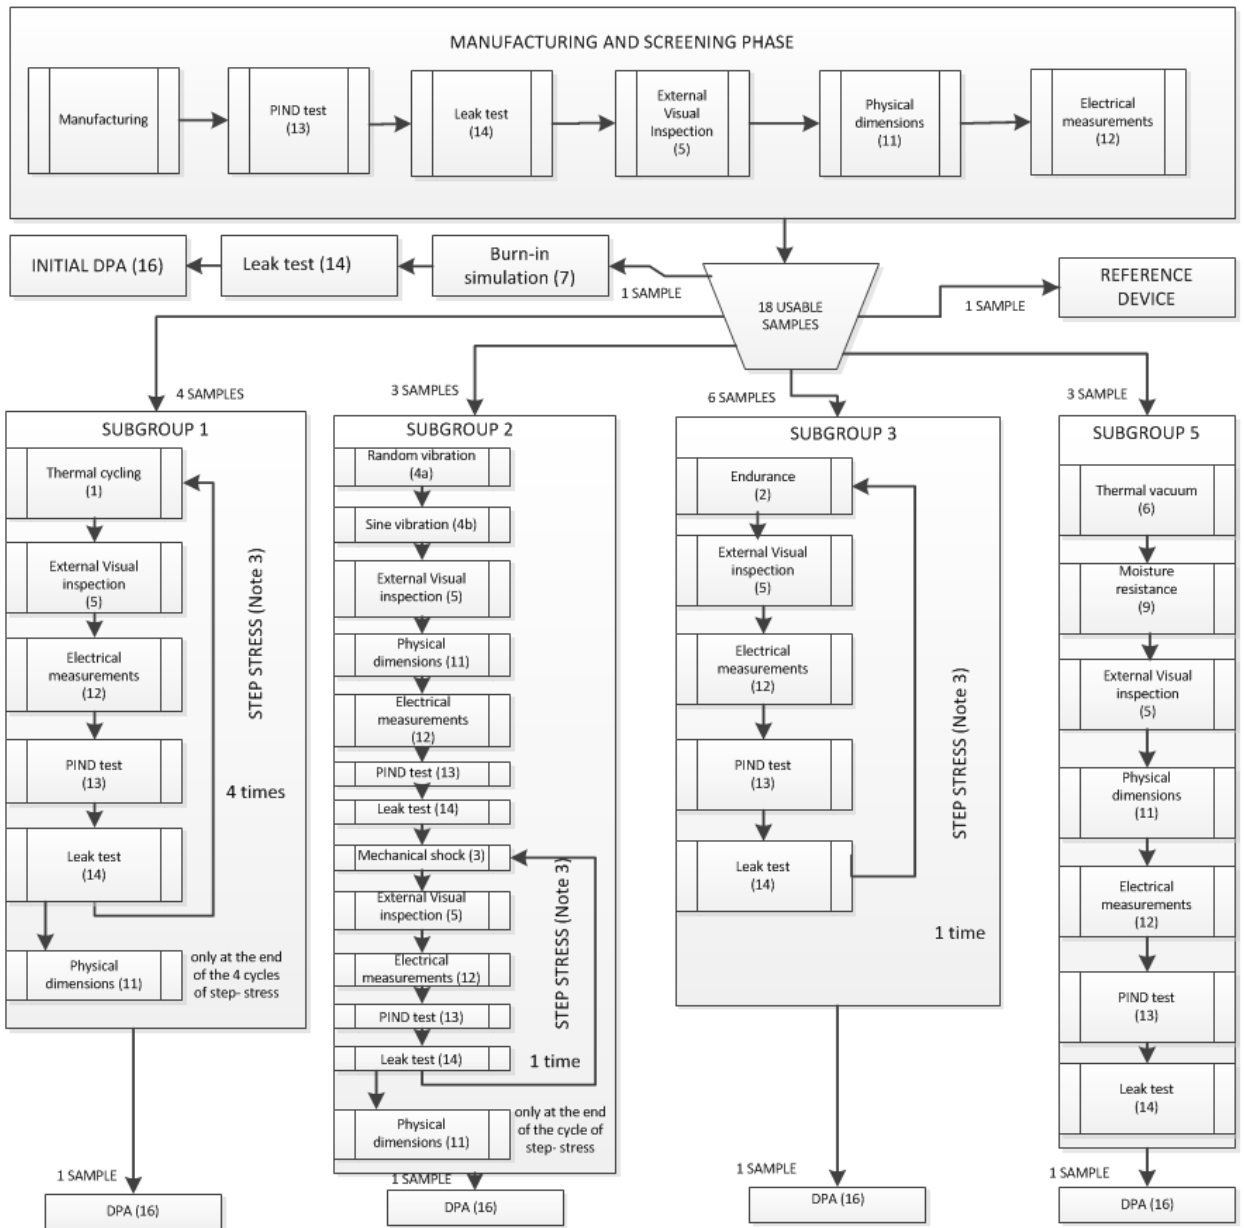 MANUFACTURING AND SCREENING PHASE
Manufacturing
PIND test
(13)
Leak test
(14)
External
Visual
Inspection
(5)
Physical
dimensions
(11)
Electrical
measurements
(12)
INITIAL DPA (16)
Leak test (14)
Burn-in
simulation (7)
1 SAMPLE
18 USABLE
SAMPLES
1 SAMPLE
REFERENCE
DEVICE
4 SAMPLES
3 SAMPLES
6 SAMPLES
3 SAMPLE
SUBGROUP 1
Thermal cycling
(1)
External Visual
inspection
(5)
Electrical
measurements
(12)
PIND test
(13)
Leak test
(14)
Physical
dimensions (11)
STEP STRESS (Note 3)
4 times
only at the end
of the 4 cycles
of step- stress
1 SAMPLE
DPA (16)
SUBGROUP 2
Random vibration
(4a)
Sine vibration (4b)
External Visual
inspection (5)
Physical
dimensions (11)
Electrical
measurements
(12)
PIND test (13)
Leak test (14)
Mechanical shock (3)
External Visual
inspection (5)
Electrical
measurements (12)
PIND test (13)
Leak test (14)
Physical
dimensions (11)
STEP STRESS (Note 3)
1 time
only at the end
of the cycle of
step- stress
1 SAMPLE
DPA (16)
SUBGROUP 3
Endurance
(2)
External Visual
inspection
(5)
Electrical
measurements
(12)
PIND test
(13)
Leak test
(14)
STEP STRESS (Note 3)
1 time
1 SAMPLE
DPA (16)
SUBGROUP 5
Thermal vacuum
(6)
Moisture
resistance
(9)
External Visual
inspection
(5)
Physical
dimensions
(11)
Electrical
measurements
(12)
PIND test
(13)
Leak test
(14)
1 SAMPLE
DPA (16)